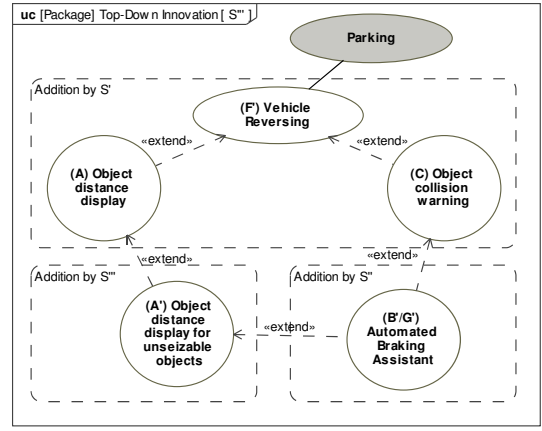 uc [Package] Top-Down Innovation [ S''' ]
Parking
Addition by S'
(F') Vehicle
Reversing
«extend»
«extend»
(A) Object
distance
display
(C) Object
collision
warning
«extend»
«extend»
Addition by S'''
Addition by S''
(A') Object
distance
display for
unseizable
objects
«extend»
(B'/G')
Automated
Braking
Assistant